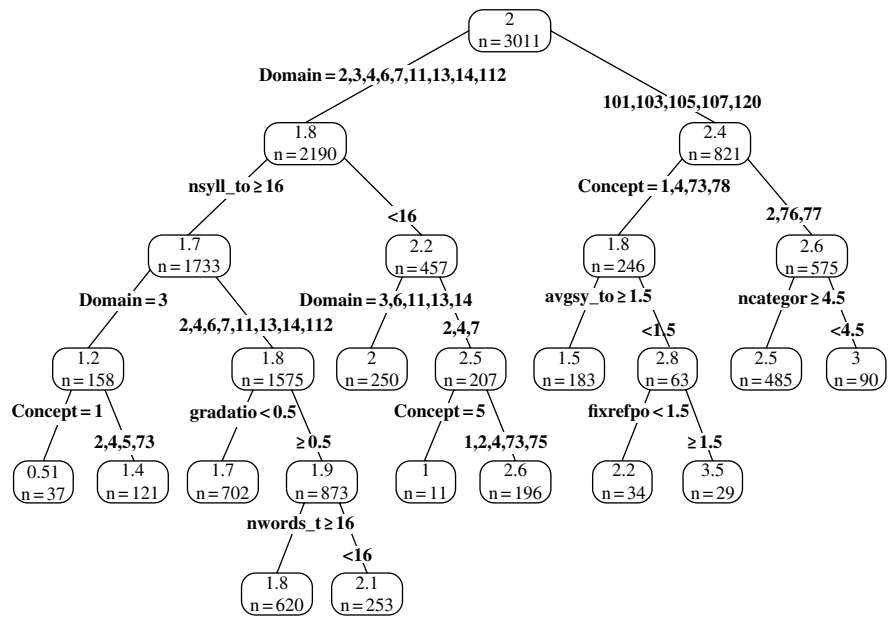 2
n = 3011
Domain = 2,3,4,6,7,11,13,14,112
101,103,105,107,120
1.8
n = 2190
2.4
n = 821
nsyll_to ≥ 16
<16
Concept = 1,4,73,78
2,76,77
1.7
n = 1733
2.2
n = 457
1.8
n = 246
2.6
n = 575
Domain = 3
2,4,6,7,11,13,14,112
Domain = 3,6,11,13,14
2,4,7
avgsy_to ≥ 1.5
<1.5
ncategor ≥ 4.5
<4.5
1.2
n = 158
1.8
n = 1575
2
n = 250
2.5
n = 207
1.5
n = 183
2.8
n = 63
2.5
n = 485
3
n = 90
Concept = 1
2,4,5,73
gradatio < 0.5
≥ 0.5
Concept = 5
1,2,4,73,75
fixrefpo < 1.5
≥ 1.5
0.51
n = 37
1.4
n = 121
1.7
n = 702
1.9
n = 873
1
n = 11
2.6
n = 196
2.2
n = 34
3.5
n = 29
nwords_t ≥ 16
<16
1.8
n = 620
2.1
n = 253